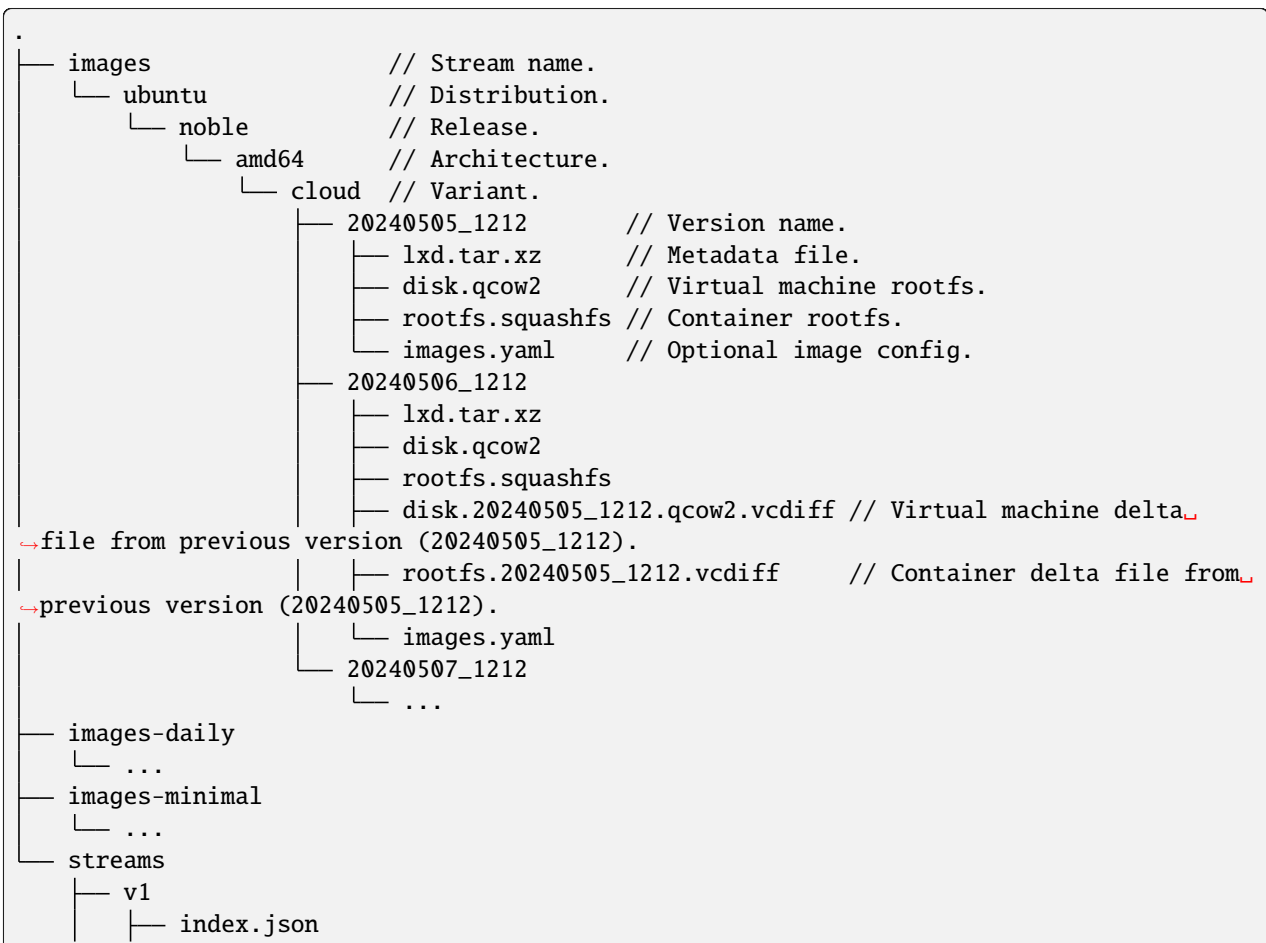 .
├── images                   // Stream name.
│   └── ubuntu               // Distribution.
│       └── noble            // Release.
│           └── amd64        // Architecture.
│               └── cloud  // Variant.
│                   ├── 20240505_1212       // Version name.
│                   │   ├── lxd.tar.xz      // Metadata file.
│                   │   ├── disk.qcow2      // Virtual machine rootfs.
│                   │   ├── rootfs.squashfs // Container rootfs.
│                   │   └── images.yaml     // Optional image config.
│                   ├── 20240506_1212
│                   │   ├── lxd.tar.xz
│                   │   ├── disk.qcow2
│                   │   ├── rootfs.squashfs
│                   │   ├── disk.20240505_1212.qcow2.vcdiff // Virtual machine delta␣
↪file from previous version (20240505_1212).
│                   │   ├── rootfs.20240505_1212.vcdiff     // Container delta file from␣
↪previous version (20240505_1212).
│                   │   └── images.yaml
│                   └── 20240507_1212
│                       └── ...
├── images-daily
│   └── ...
├── images-minimal
│   └── ...
└── streams
    ├── v1
    │   ├── index.json